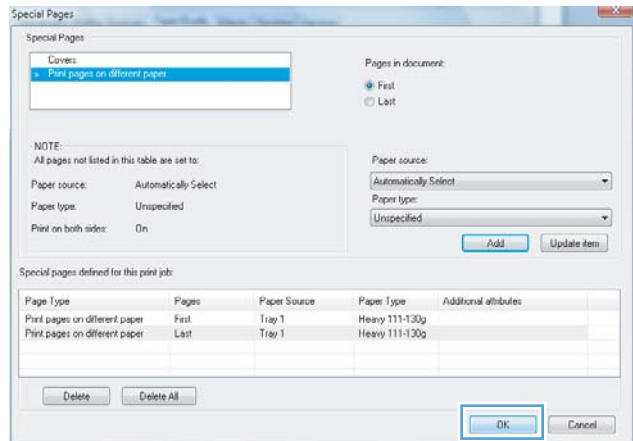 Special Pages
Special Pages
Covers
Print pages on different paper
Pages in document:
First
Last
NOTE:
All pages not listed in this table are set to:
Paper source: Automatically Select
Paper type: Unspecified
Print on both sides: On
Paper source:
Automatically Select
Paper type:
Unspecified
Add Update item
Special pages defined for this print job:
Page Type Pages Paper Source Paper Type Additional attributes
Print pages on different paper First Tray 1 Heavy 111-130g
Print pages on different paper Last Tray 1 Heavy 111-130g
Delete Delete All
OK Cancel